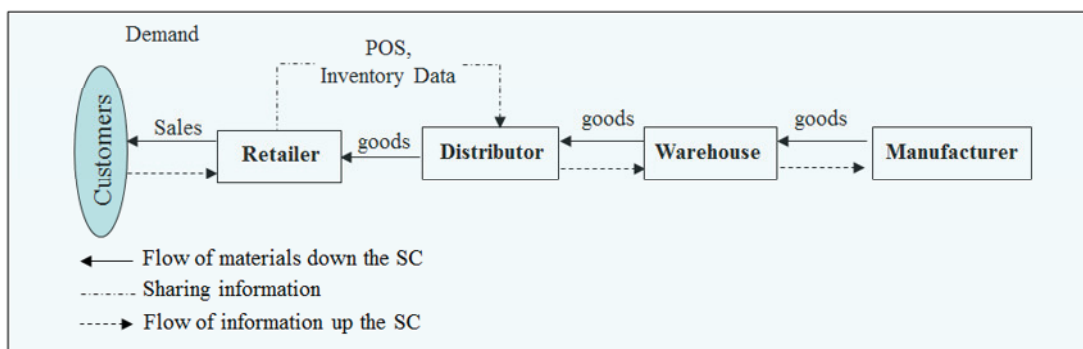 Demand
POS,
Inventory Data
Customers
Sales
Retailer
goods
Distributor
goods
Warehouse
goods
Manufacturer
Flow of materials down the SC
Sharing information
Flow of information up the SC